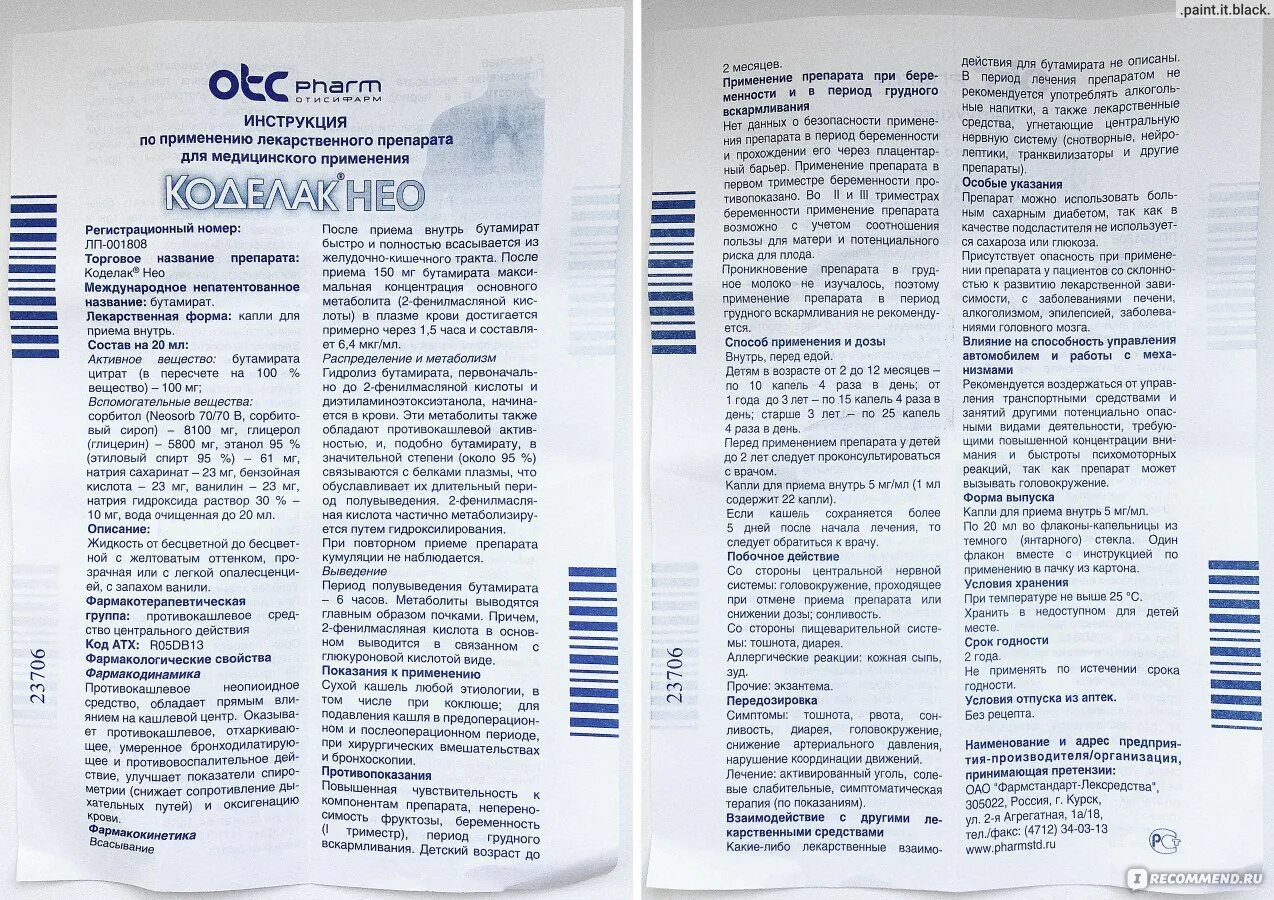 .paint.it.black.
отс pharm
ОТИСИФАРМ
ИНСТРУКЦИЯ
по применению лекарственного препарата
для медицинского применения
КОДЕЛАК® НЕО
Регистрационный номер:
ЛП-001808
Торговое название препарата:
Коделак® Нео
Международное непатентованное
название: бутамират.
Лекарственная форма: капли для
приема внутрь.
Состав на 20 мл:
Активное вещество: бутамирата
цитрат (в пересчете на 100 %
вещество) – 100 мг;
Вспомогательные вещества:
сорбитол (Neosorb 70/70 В, сорбито-
вый сироп) – 8100 мг, глицерол
(глицерин) – 5800 мг, этанол 95 %
(этиловый спирт 95 %) – 61 мг,
натрия сахаринат – 23 мг, бензойная
кислота – 23 мг, ванилин – 23 мг,
натрия гидроксида раствор 30 % –
10 мг, вода очищенная до 20 мл.
Описание:
Жидкость от бесцветной до бесцвет-
ной с желтоватым оттенком, про-
зрачная или с легкой опалесценци-
ей, с запахом ванили.
Фармакотерапевтическая
группа: противокашлевое сред-
ство центрального действия
Код АТХ: R05DB13
Фармакологические свойства
Фармакодинамика
Противокашлевое неопиоидное
средство, обладает прямым вли-
янием на кашлевой центр. Оказыва-
ет противокашлевое, отхаркиваю-
щее, умеренное бронходилатирую-
щее и противовоспалительное дей-
ствие, улучшает показатели спиро-
метрии (снижает сопротивление ды-
хательных путей) и оксигенацию
крови.
Фармакокинетика
Всасывание
После приема внутрь бутамират
быстро и полностью всасывается из
желудочно-кишечного тракта. После
приема 150 мг бутамирата макси-
мальная концентрация основного
метаболита (2-фенилмасляной кис-
лоты) в плазме крови достигается
примерно через 1,5 часа и составля-
ет 6,4 мкг/мл.
Распределение и метаболизм
Гидролиз бутамирата, первоначаль-
но до 2-фенилмасляной кислоты и
диэтиламиноэтоксиэтанола, начина-
ется в крови. Эти метаболиты также
обладают противокашлевой актив-
ностью, и, подобно бутамирату, в
значительной степени (около 95 %)
связываются с белками плазмы, что
обуславливает их длительный пери-
од полувыведения. 2-фенилмасля-
ная кислота частично метаболизиру-
ется путем гидроксилирования.
При повторном приеме препарата
кумуляции не наблюдается.
Выведение
Период полувыведения бутамирата
– 6 часов. Метаболиты выводятся
главным образом почками. Причем,
2-фенилмасляная кислота в основ-
ном выводится в связанном с
глюкуроновой кислотой виде.
Показания к применению
Сухой кашель любой этиологии, в
том числе при коклюше; для
подавления кашля в предоперацион-
ном и послеоперационном периоде,
при хирургических вмешательствах
и бронхоскопии.
Противопоказания
Повышенная чувствительность к
компонентам препарата, неперено-
симость фруктозы, беременность
(I триместр), период грудного
вскармливания. Детский возраст до
23706
2 месяцев.
Применение препарата при бере-
менности и в период грудного
вскармливания
Нет данных о безопасности примене-
ния препарата в период беременности
и прохождении его через плацентар-
ный барьер. Применение препарата в
первом триместре беременности про-
тивопоказано. Во II и III триместрах
беременности применение препарата
возможно с учетом соотношения
пользы для матери и потенциального
риска для плода.
Проникновение препарата в груд-
ное молоко не изучалось, поэтому
применение препарата в период
грудного вскармливания не рекоменду-
ется.
Способ применения и дозы
Внутрь, перед едой.
Детям в возрасте от 2 до 12 месяцев –
по 10 капель 4 раза в день; от
1 года до 3 лет – по 15 капель 4 раза в
день; старше 3 лет – по 25 капель
4 раза в день.
Перед применением препарата у детей
до 2 лет следует проконсультироваться
с врачом.
Капли для приема внутрь 5 мг/мл (1 мл
содержит 22 капли).
Если кашель сохраняется более
5 дней после начала лечения, то
следует обратиться к врачу.
Побочное действие
Со стороны центральной нервной
системы: головокружение, проходящее
при отмене приема препарата или
снижении дозы; сонливость.
Со стороны пищеварительной систе-
мы: тошнота, диарея.
Аллергические реакции: кожная сыпь,
зуд.
Прочие: экзантема.
Передозировка
Симптомы: тошнота, рвота, сон-
ливость, диарея, головокружение,
снижение артериального давления,
нарушение координации движений.
Лечение: активированный уголь, соле-
вые слабительные, симптоматическая
терапия (по показаниям).
Взаимодействие с другими ле-
карственными средствами
Какие-либо лекарственные взаимо-
действия для бутамирата не описаны.
В период лечения препаратом не
рекомендуется употреблять алкоголь-
ные напитки, а также лекарственные
средства, угнетающие центральную
нервную систему (снотворные, нейро-
лептики, транквилизаторы и другие
препараты).
Особые указания
Препарат можно использовать боль-
ным сахарным диабетом, так как в
качестве подсластителя не использует-
ся сахароза или глюкоза.
Присутствует опасность при примене-
нии препарата у пациентов со склоннос-
тью к развитию лекарственной зави-
симости, с заболеваниями печени,
алкоголизмом, эпилепсией, заболева-
ниями головного мозга.
Влияние на способность управления
автомобилем и работы с меха-
низмами
Рекомендуется воздержаться от управ-
ления транспортными средствами и
занятий другими потенциально опас-
ными видами деятельности, требую-
щими повышенной концентрации вни-
мания и быстроты психомоторных
реакций, так как препарат может
вызывать головокружение.
Форма выпуска
Капли для приема внутрь 5 мг/мл.
По 20 мл во флаконы-капельницы из
темного (янтарного) стекла. Один
флакон вместе с инструкцией по
применению в пачку из картона.
Условия хранения
При температуре не выше 25 °C.
Хранить в недоступном для детей
месте.
Срок годности
2 года.
Не применять по истечении срока
годности.
Условия отпуска из аптек.
Без рецепта.
Наименование и адрес предприя-
тия-производителя/организация,
принимающая претензии:
ОАО "Фармстандарт-Лексредства",
305022, Россия, г. Курск,
ул. 2-я Агрегатная, 1а/18,
тел./факс: (4712) 34-03-13
www.pharmstd.ru
23706
I RECOMMEND.RU